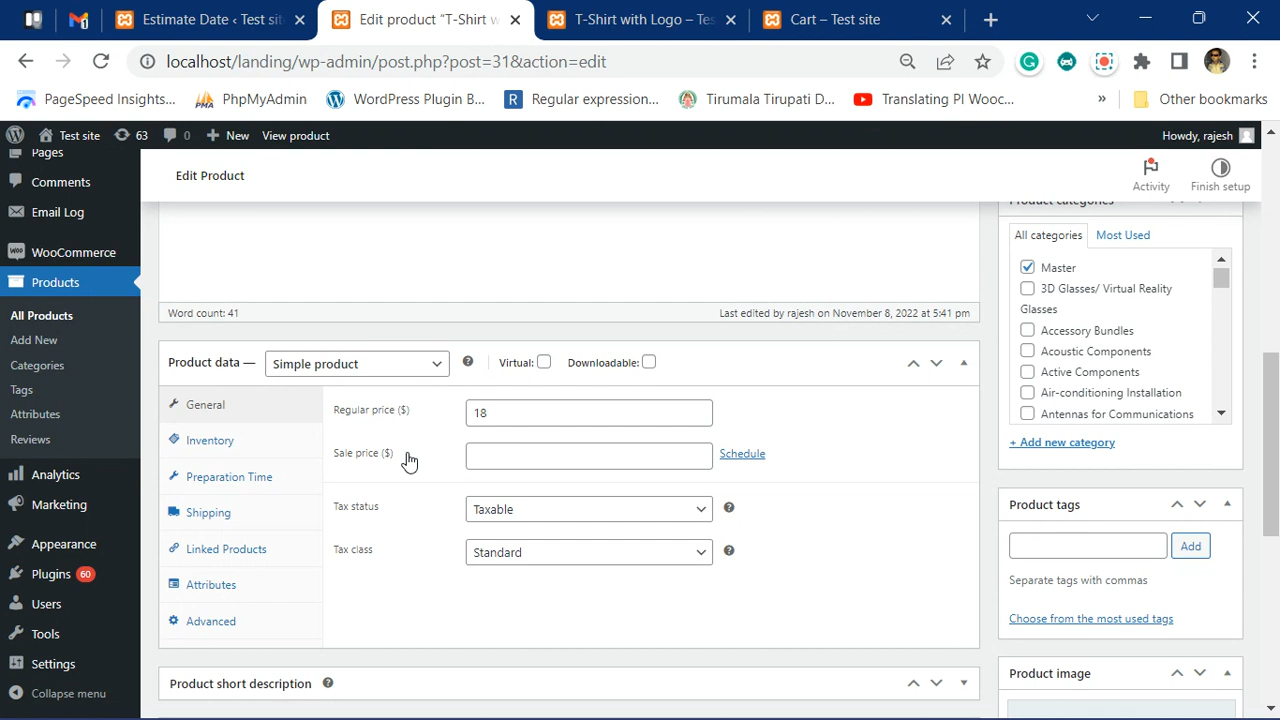 Estimate Date ‹ Test sit
Edit product “T-Shirt w
T-Shirt with Logo – Tes
Cart – Test site
localhost/landing/wp-admin/post.php?post=31&action=edit
PageSpeed Insights...
PhpMyAdmin
WordPress Plugin B...
Regular expression...
Tirumala Tirupati D...
Translating PI Wooc...
»
Other bookmarks
Test site
63
0
New
View product
Howdy, rajesh
Pages
Comments
Email Log
WooCommerce
Products
All Products
Add New
Categories
Tags
Attributes
Reviews
Analytics
Marketing
Appearance
Plugins 60
Users
Tools
Settings
Collapse menu
Edit Product
Activity
Finish setup
Word count: 41
Last edited by rajesh on November 8, 2022 at 5:41 pm
Product data —
Simple product
Virtual:
Downloadable:
General
Inventory
Preparation Time
Shipping
Linked Products
Attributes
Advanced
Regular price ($)
18
Sale price ($)
Schedule
Tax status
Taxable
Tax class
Standard
Product short description
Product categories
All categories
Most Used
Master
3D Glasses/ Virtual Reality
Glasses
Accessory Bundles
Acoustic Components
Active Components
Air-conditioning Installation
Antennas for Communications
+ Add new category
Product tags
Add
Separate tags with commas
Choose from the most used tags
Product image